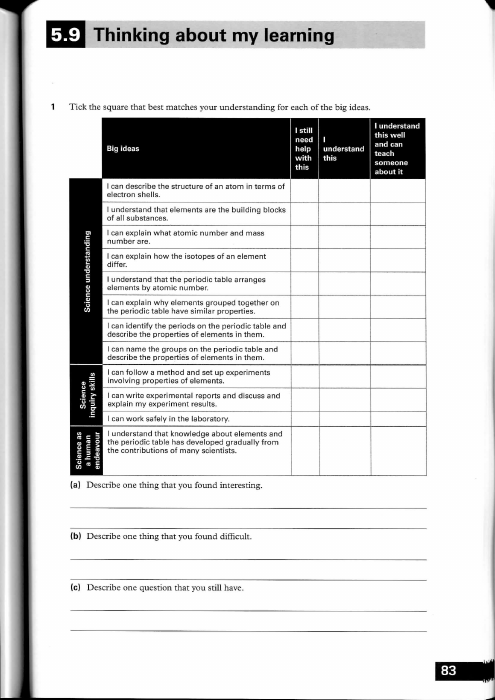 5.9 Thinking about my learning
1 Tick the square that best matches your understanding for each of the big ideas.
Big ideas
I still
need
help
with
this
I
understand
this
I understand
this well
and can
teach
someone
about it
Science understanding
I can describe the structure of an atom in terms of
electron shells.
I understand that elements are the building blocks
of all substances.
I can explain what atomic number and mass
number are.
I can explain how the isotopes of an element
differ.
I understand that the periodic table arranges
elements by atomic number.
I can explain why elements grouped together on
the periodic table have similar properties.
I can identify the periods on the periodic table and
describe the properties of elements in them.
I can name the groups on the periodic table and
describe the properties of elements in them.
Science
inquiry skills
I can follow a method and set up experiments
involving properties of elements.
I can write experimental reports and discuss and
explain my experiment results.
I can work safely in the laboratory.
Science as
a human
endeavour
I understand that knowledge about elements and
the periodic table has developed gradually from
the contributions of many scientists.
(a) Describe one thing that you found interesting.
(b) Describe one thing that you found difficult.
(c) Describe one question that you still have.
83